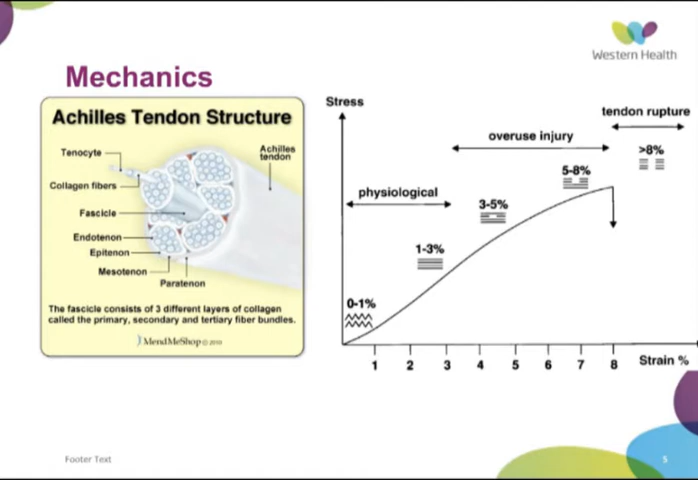 Western Health
Mechanics
Achilles Tendon Structure
Tenocyte
Achilles
tendon
Collagen fibers
Fascicle
Endotenon
Epitenon
Mesotenon
Paratenon
The fascicle consists of 3 different layers of collagen
called the primary, secondary and tertiary fiber bundles.
MendMeShop © 2010
Stress
tendon rupture
overuse injury
>8%
5-8%
physiological
3-5%
1-3%
0-1%
1 2 3 4 5 6 7 8 Strain %
Footer Text
5